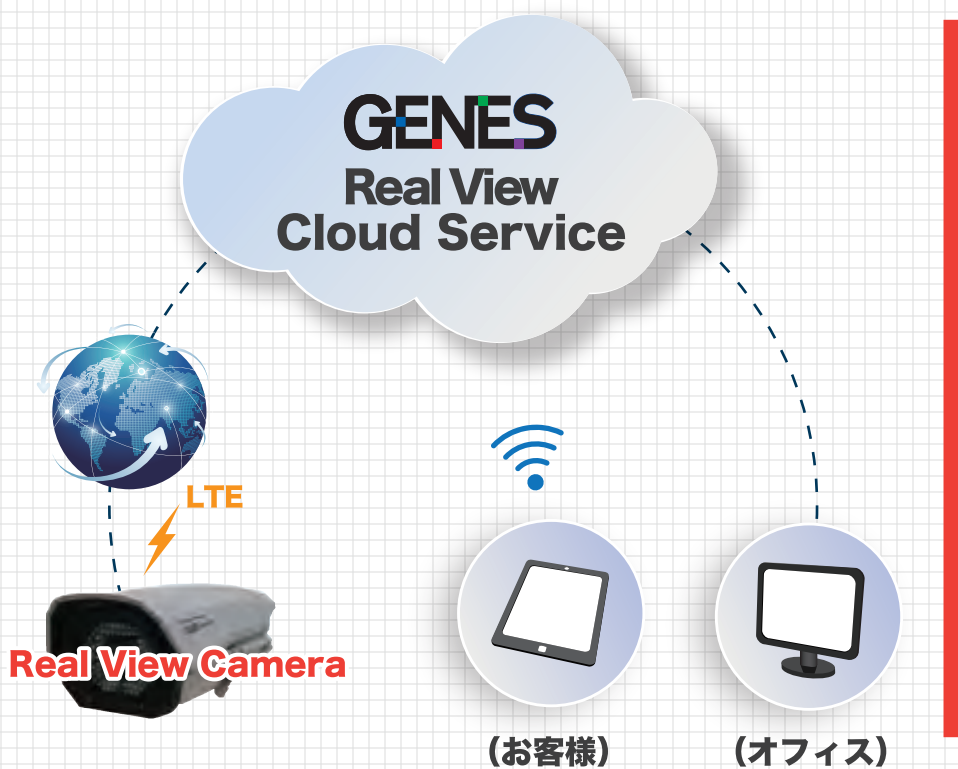 GENES
Real View
Cloud Service
LTE
Real View Camera
(お客様)
(オフィス)